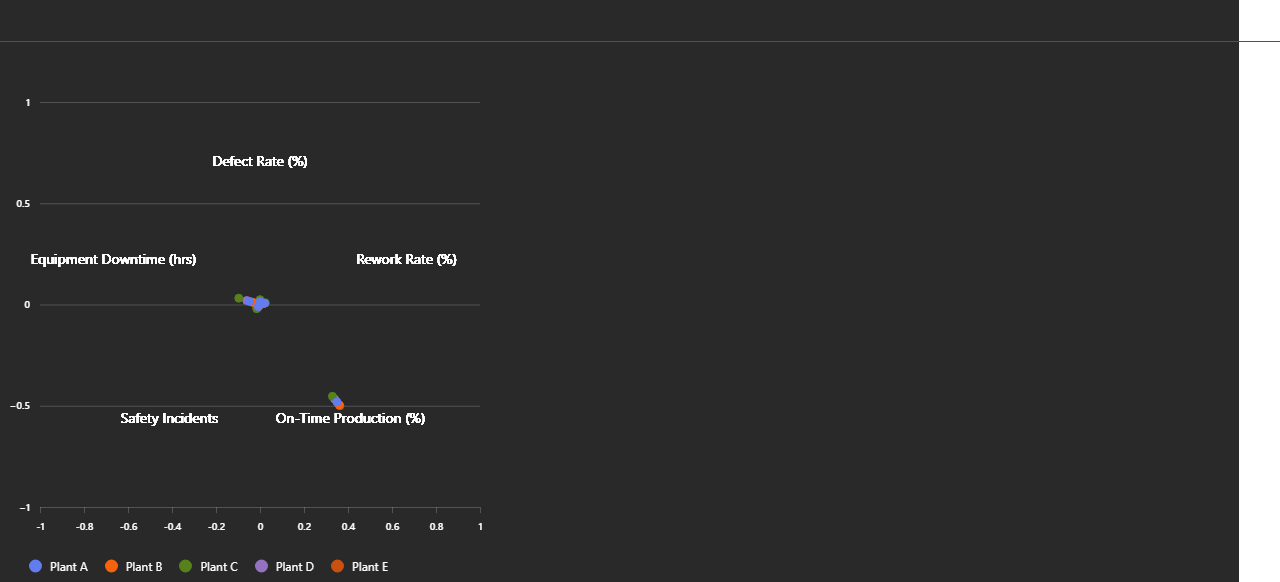 1
Defect Rate (%)
0.5
Equipment Downtime (hrs) Rework Rate (%)
0
−0.5
Safety Incidents On-Time Production (%)
−1
-1 -0.8 -0.6 -0.4 -0.2 0 0.2 0.4 0.6 0.8 1
Plant A Plant B Plant C Plant D Plant E